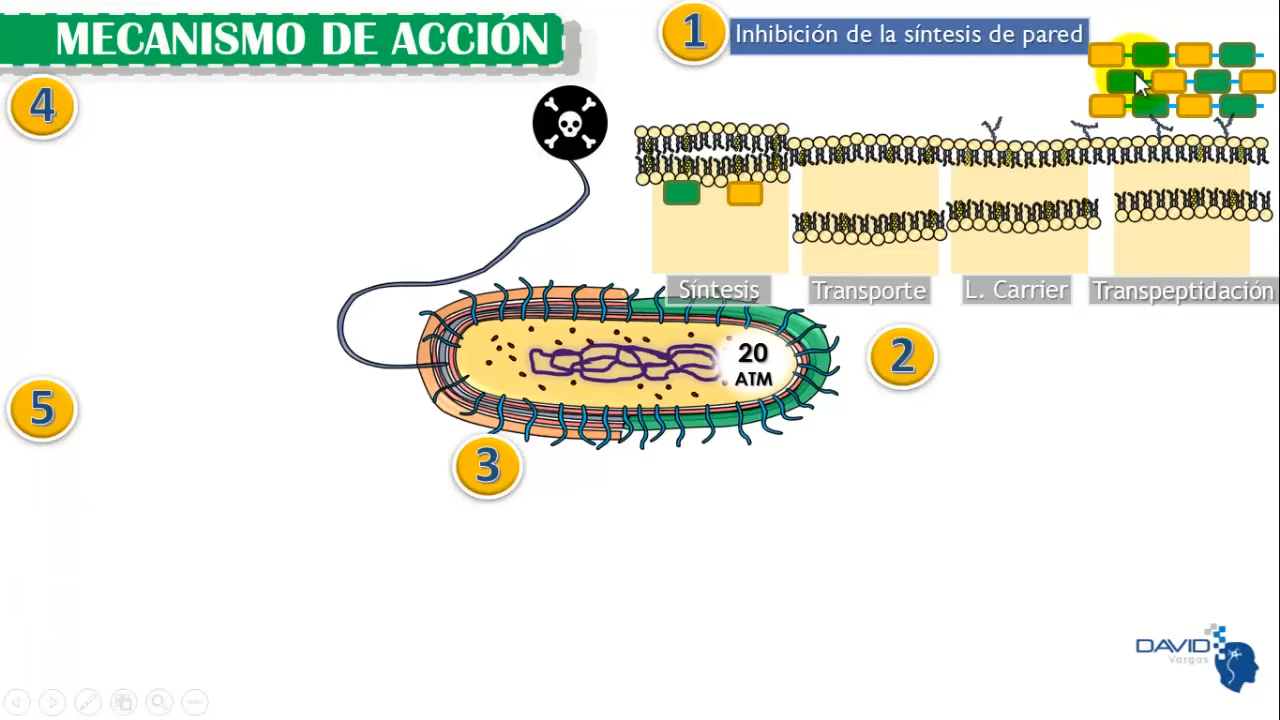 MECANISMO DE ACCIÓN
1
Inhibición de la síntesis de pared
4
Síntesis
Transporte
L. Carrier
Transpeptidación
20
ATM
2
5
3
DAVID
Vargas